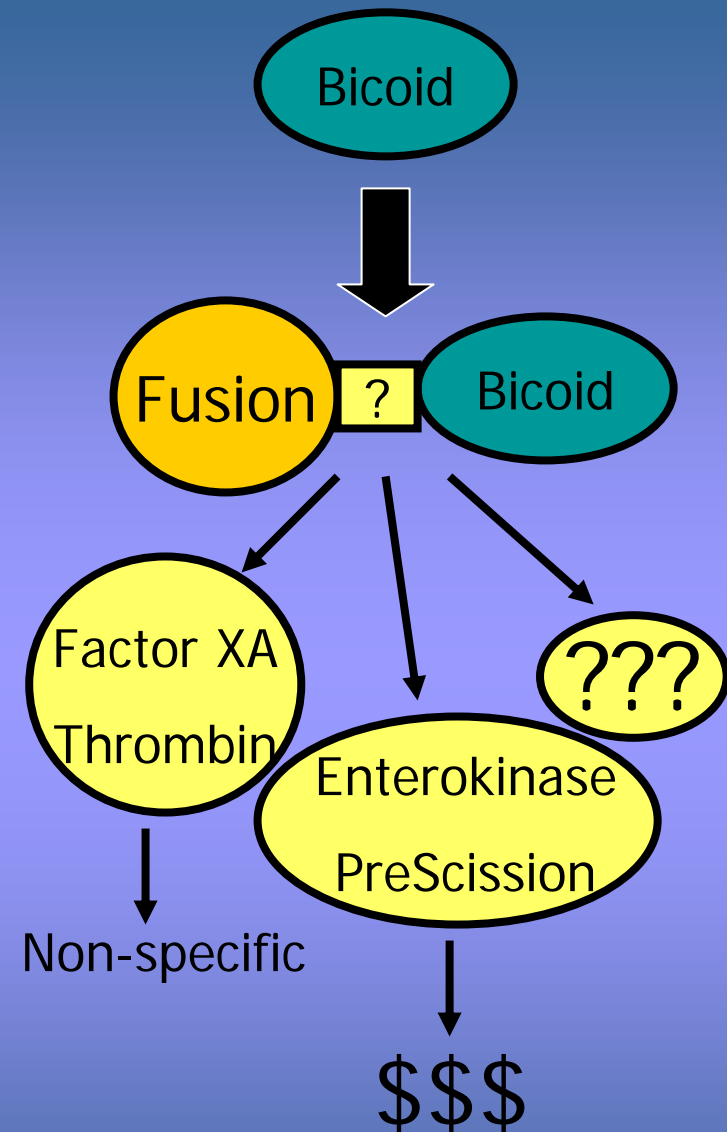 Bicoid
Fusion
?
Bicoid
Factor XA
Thrombin
???
Enterokinase
PreScission
Non-specific
$$$